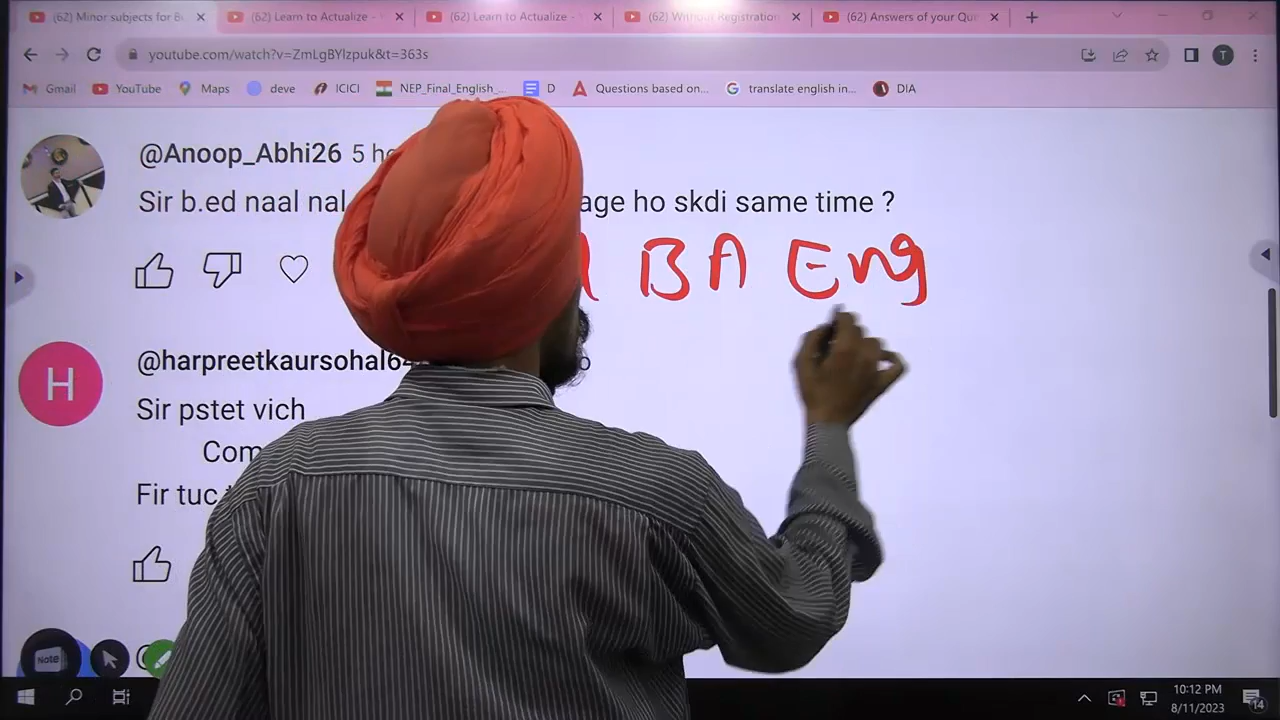 (62) Minor subjects for B (62) Learn to Actualize - (62) Learn to Actualize - (62) Without Registration (62) Answers of your Qu
youtube.com/watch?v=ZmLgBYlzpuk&t=363s T
Gmail YouTube Maps deve ICICI NEP_Final_English_... D Questions based on... translate english in... DIA
@Anoop_Abhi26 5
Sir b.ed naal nal age ho skdi same time ?
BA Eng
@harpreetkaursohal64
H
Sir pstet vich
Com
Fir tuc
Note
10:12 PM
8/11/2023
14